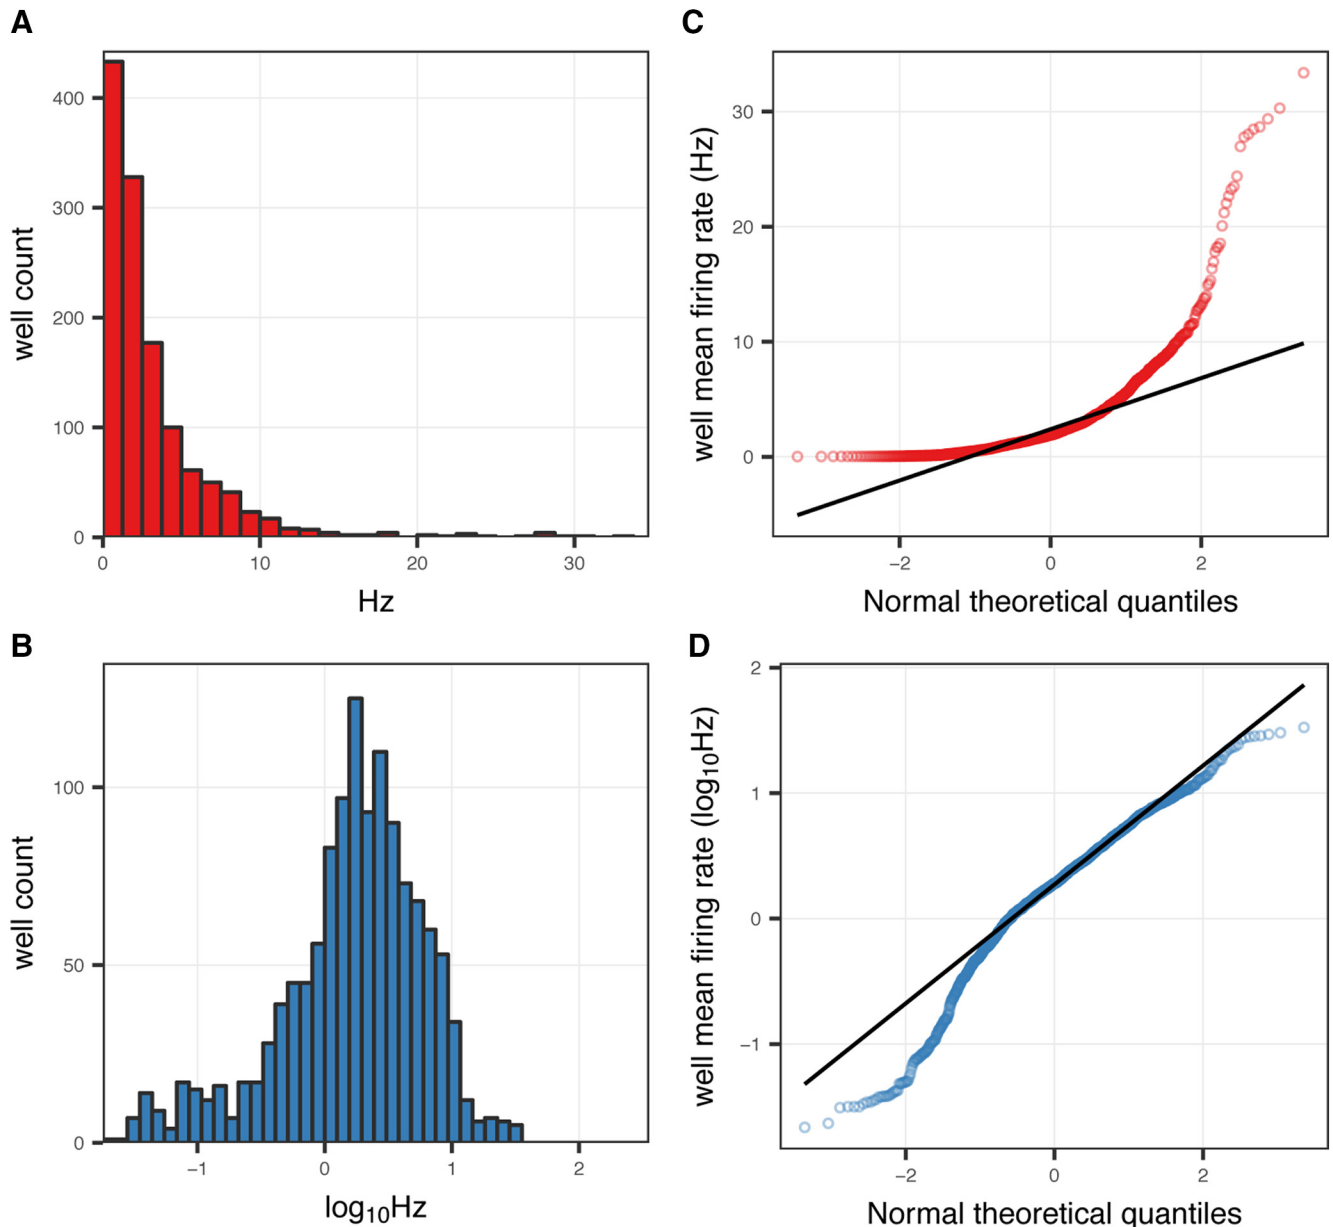 A
well count
400
300
200
100
0
0 10 20 30
Hz
C
well mean firing rate (Hz)
30
20
10
0
−2 0 2
Normal theoretical quantiles
B
well count
100
50
0
−1 0 1 2
log₁₀Hz
D
well mean firing rate (log₁₀Hz)
2
1
0
−1
−2 0 2
Normal theoretical quantiles